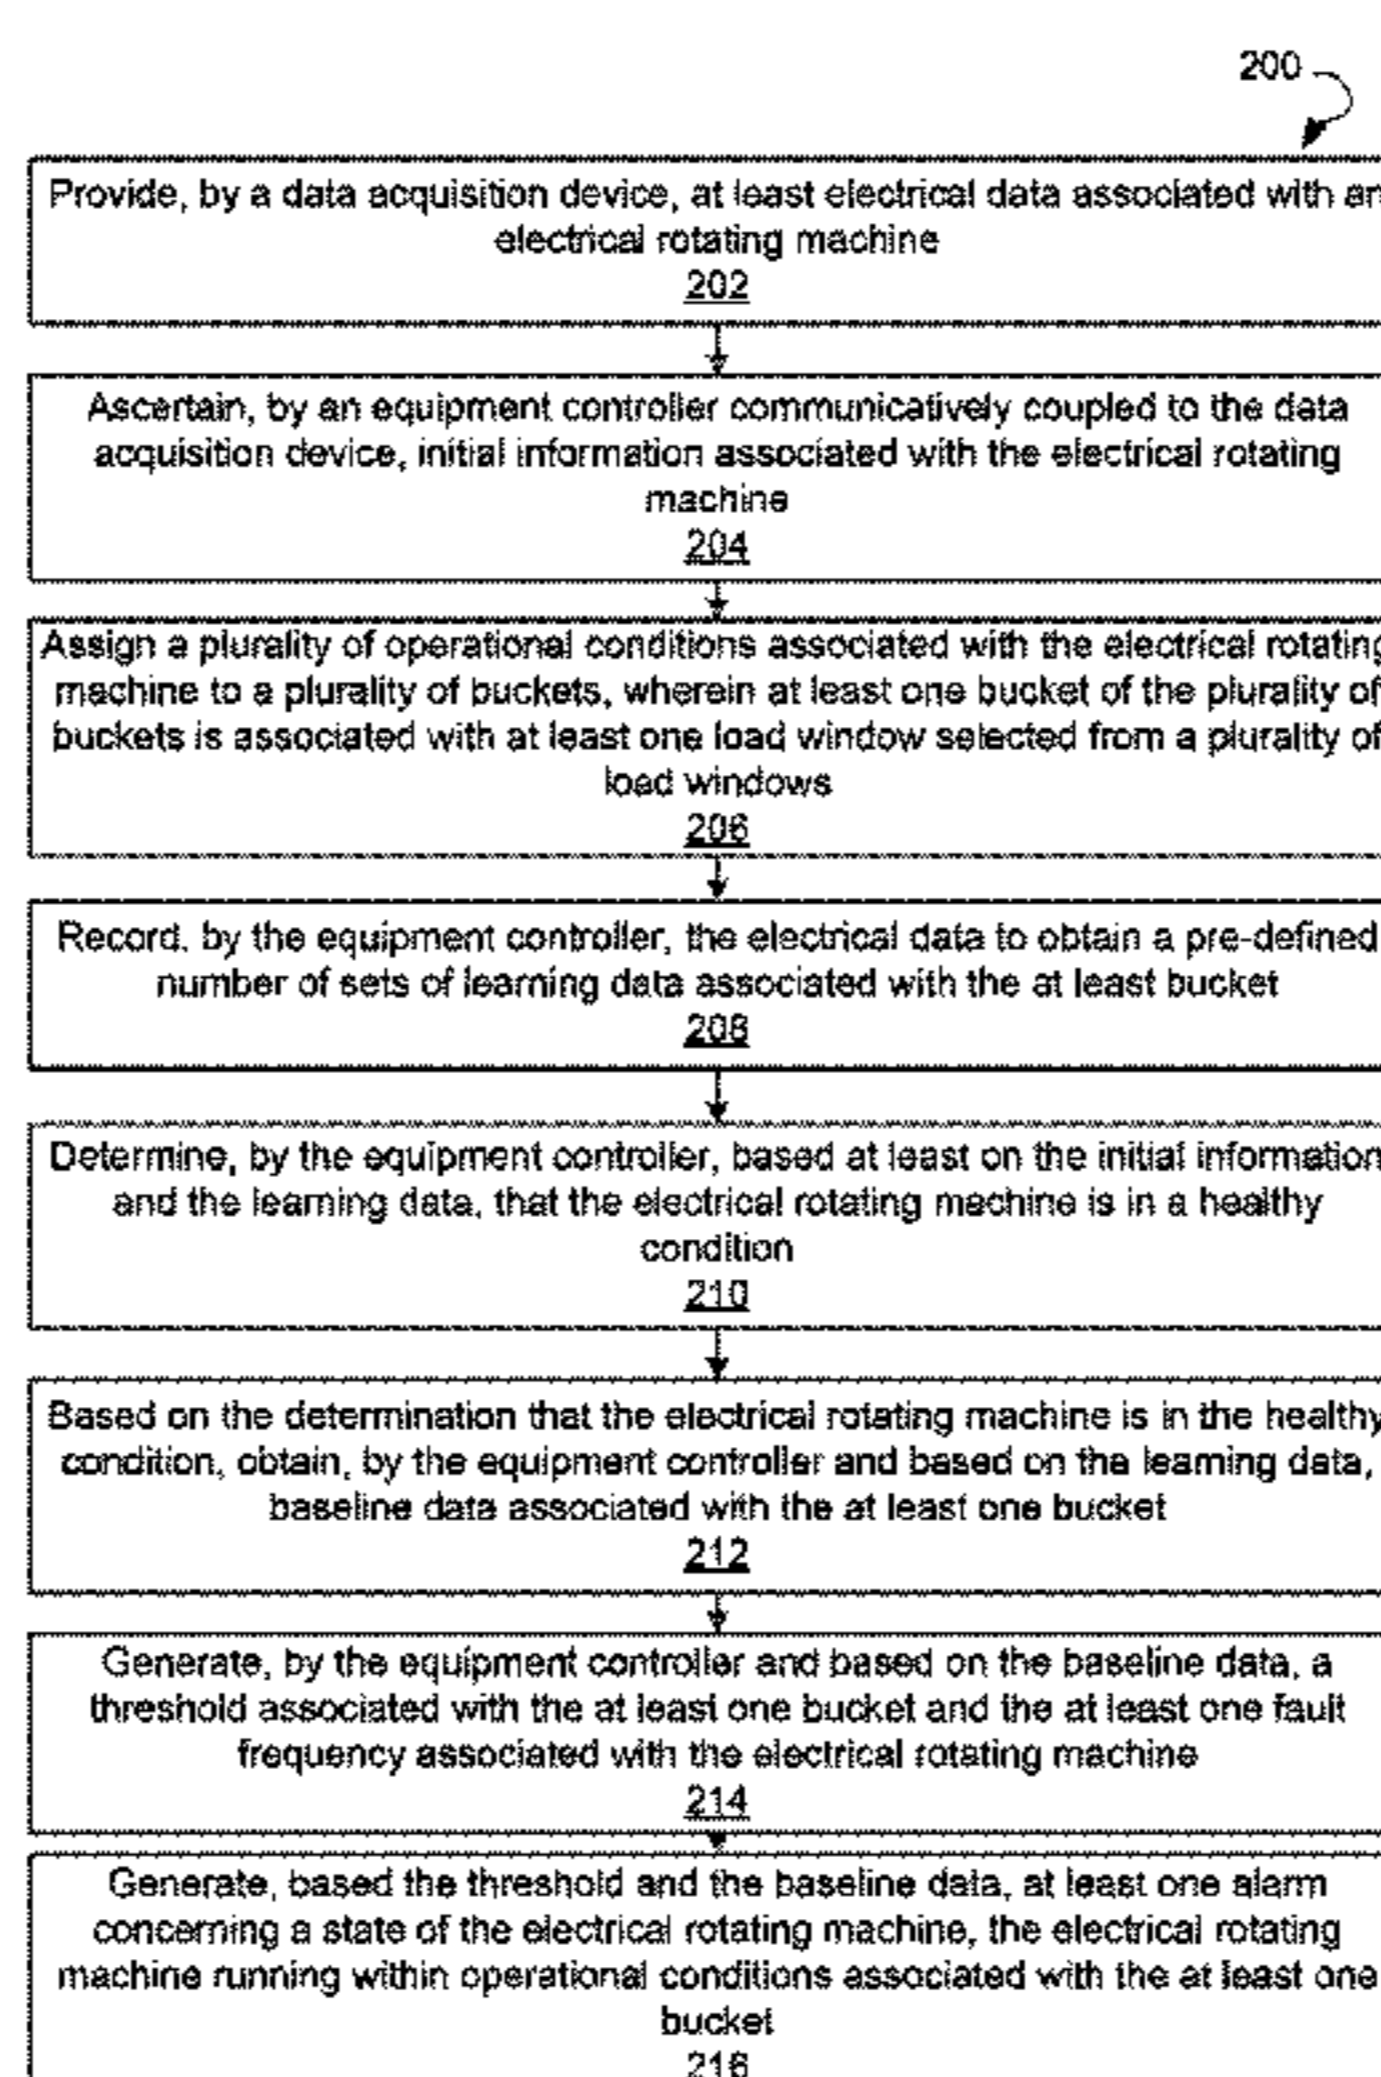 200
Provide, by a data acquisition device, at least electrical data associated with an
electrical rotating machine
202
Ascertain, by an equipment controller communicatively coupled to the data
acquisition device, initial information associated with the electrical rotating
machine
204
Assign a plurality of operational conditions associated with the electrical rotating
machine to a plurality of buckets, wherein at least one bucket of the plurality of
buckets is associated with at least one load window selected from a plurality of
load windows
206
Record, by the equipment controller, the electrical data to obtain a pre-defined
number of sets of learning data associated with the at least bucket
208
Determine, by the equipment controller, based at least on the initial information
and the learning data, that the electrical rotating machine is in a healthy
condition
210
Based on the determination that the electrical rotating machine is in the healthy
condition, obtain, by the equipment controller and based on the learning data,
baseline data associated with the at least one bucket
212
Generate, by the equipment controller and based on the baseline data, a
threshold associated with the at least one bucket and the at least one fault
frequency associated with the electrical rotating machine
214
Generate, based the threshold and the baseline data, at least one alarm
concerning a state of the electrical rotating machine, the electrical rotating
machine running within operational conditions associated with the at least one
bucket
216